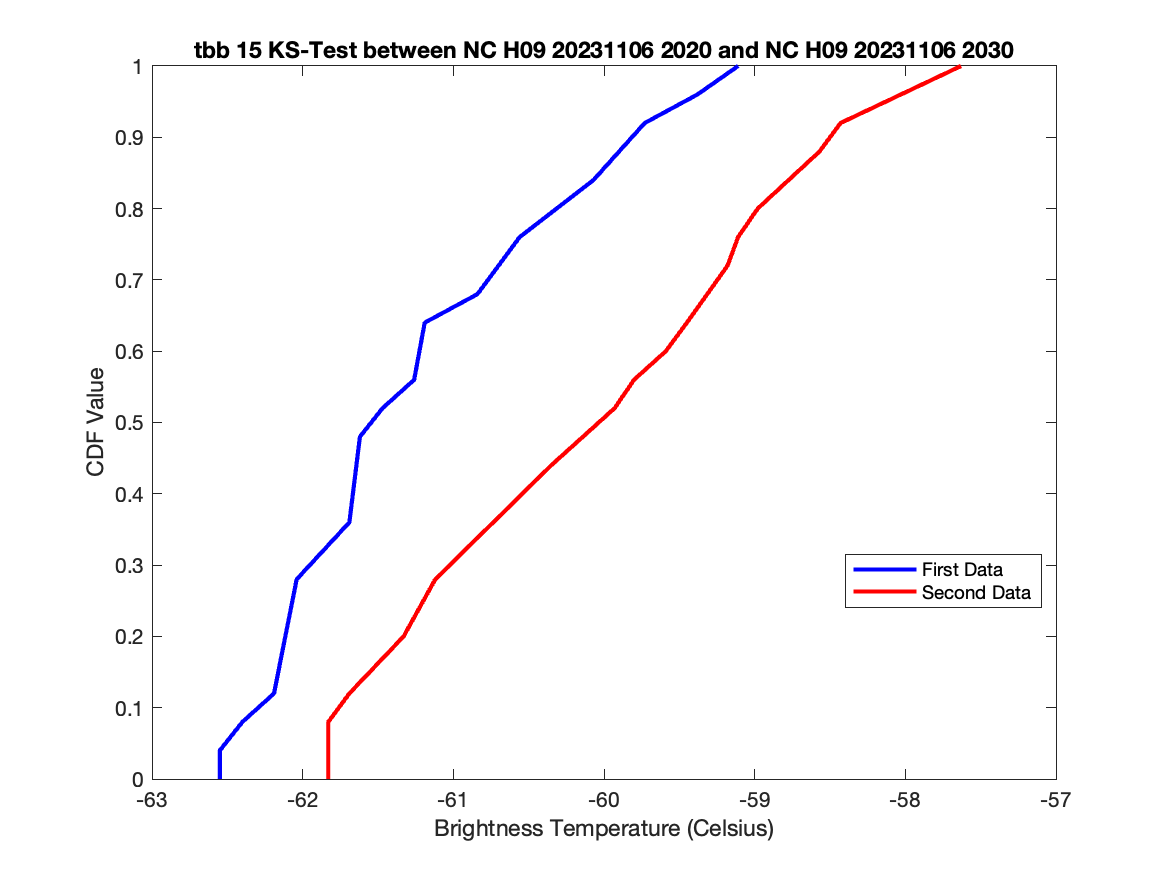 tbb 15 KS-Test between NC H09 20231106 2020 and NC H09 20231106 2030
1
0.9
0.8
0.7
0.6
0.5
0.4
0.3
0.2
0.1
0
CDF Value
First Data
Second Data
-63 -62 -61 -60 -59 -58 -57
Brightness Temperature (Celsius)